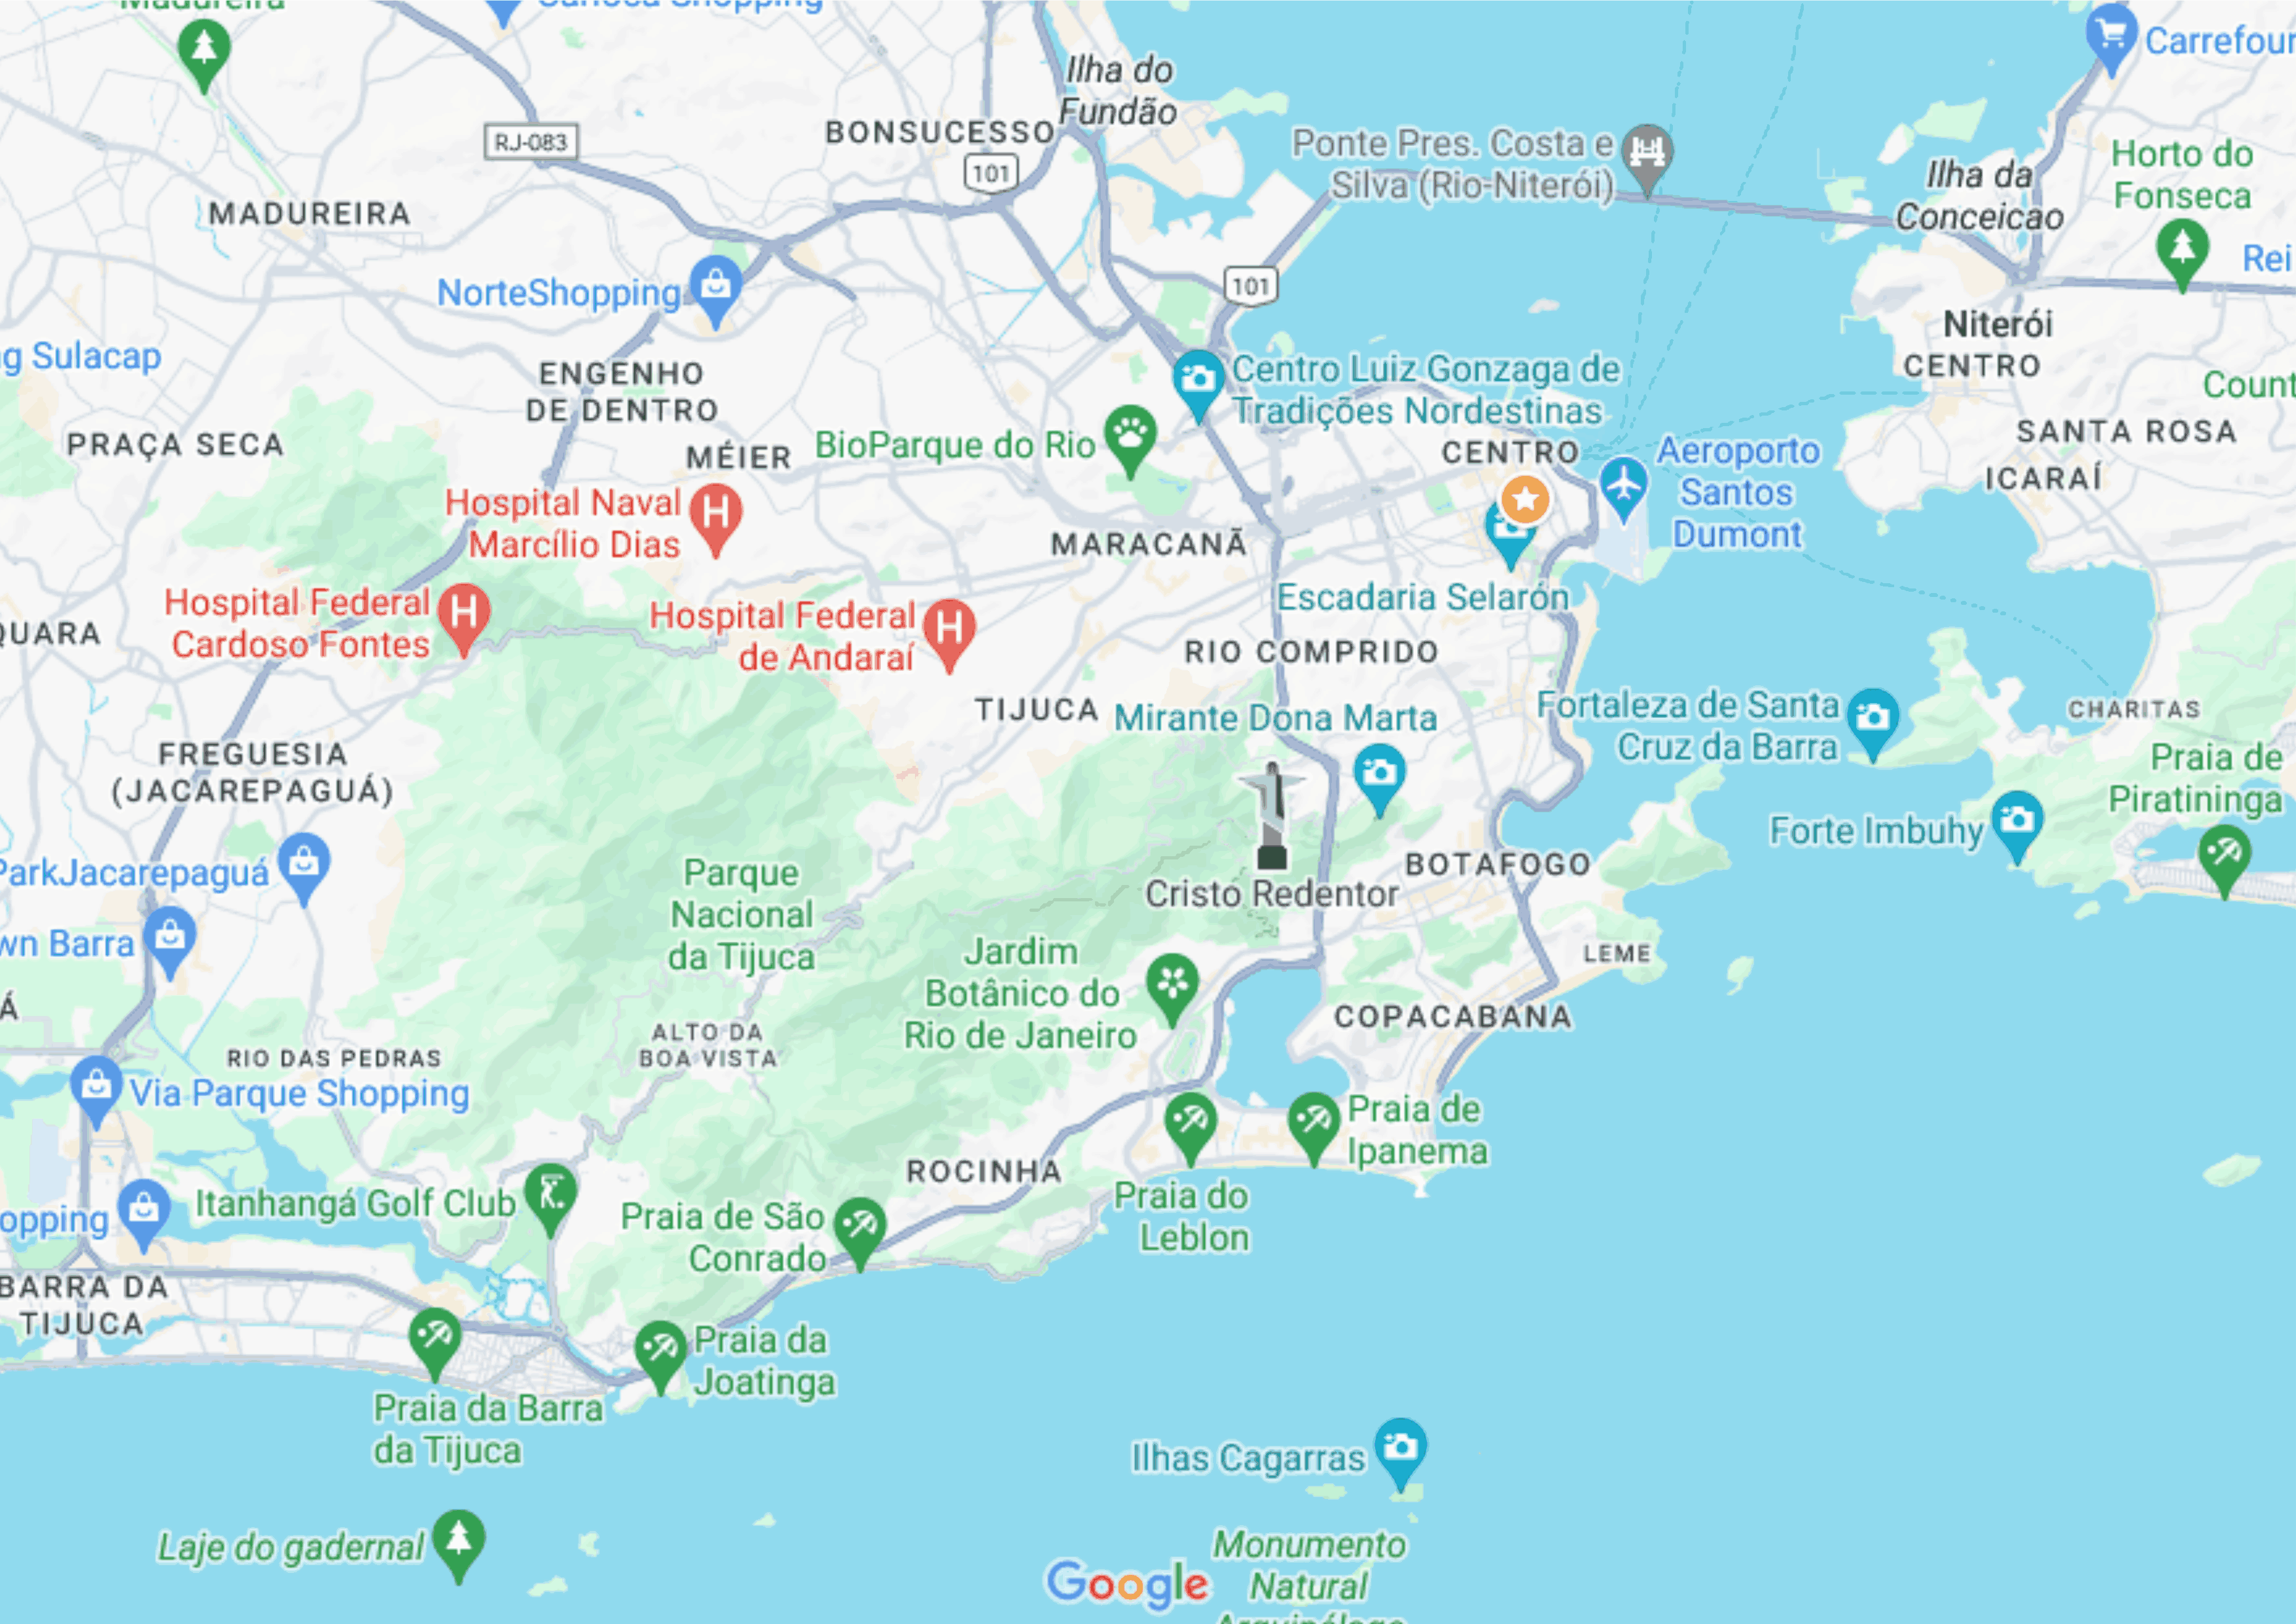 Madureira
Carioca Shopping
Carrefour
Ilha do
Fundão
BONSUCESSO
RJ-083
101
Ponte Pres. Costa e
Silva (Rio-Niterói)
Ilha da
Conceicao
Horto do
Fonseca
MADUREIRA
Rei
NorteShopping
101
Niterói
CENTRO
g Sulacap
ENGENHO
DE DENTRO
Centro Luiz Gonzaga de
Tradições Nordestinas
Count
PRAÇA SECA
MÉIER
BioParque do Rio
CENTRO
Aeroporto
Santos
Dumont
SANTA ROSA
ICARAÍ
Hospital Naval
Marcílio Dias
MARACANÃ
Escadaria Selarón
Hospital Federal
Cardoso Fontes
Hospital Federal
de Andaraí
QUARA
RIO COMPRIDO
TIJUCA
Mirante Dona Marta
Fortaleza de Santa
Cruz da Barra
CHARITAS
FREGUESIA
(JACAREPAGUÁ)
Praia de
Piratininga
Forte Imbuhy
ParkJacarepaguá
Parque
Nacional
da Tijuca
Cristo Redentor
BOTAFOGO
wn Barra
Jardim
Botânico do
Rio de Janeiro
LEME
Á
COPACABANA
ALTO DA
BOA VISTA
RIO DAS PEDRAS
Via Parque Shopping
Praia de
Ipanema
ROCINHA
Itanhangá Golf Club
Praia do
Leblon
opping
Praia de São
Conrado
BARRA DA
TIJUCA
Praia da
Joatinga
Praia da Barra
da Tijuca
Ilhas Cagarras
Laje do gadernal
Monumento
Natural
Arquipélago
Google